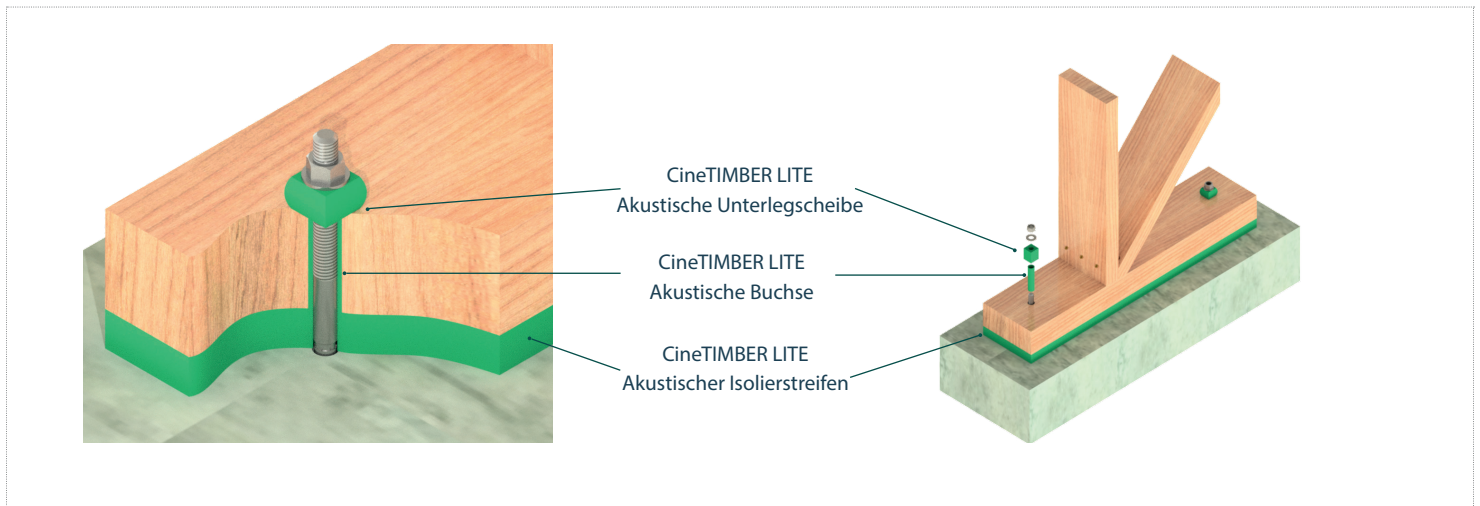 CineTIMBER LITE
Akustische Unterlegscheibe
CineTIMBER LITE
Akustische Buchse
CineTIMBER LITE
Akustischer Isolierstreifen